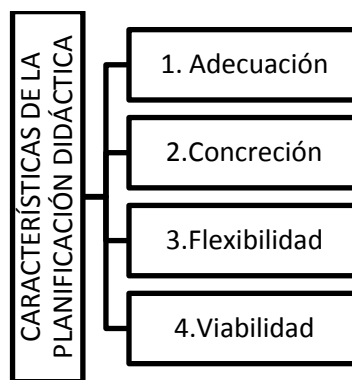 CARACTERÍSTICAS DE LA
PLANIFICACIÓN DIDÁCTICA
1. Adecuación
2.Concreción
3.Flexibilidad
4.Viabilidad